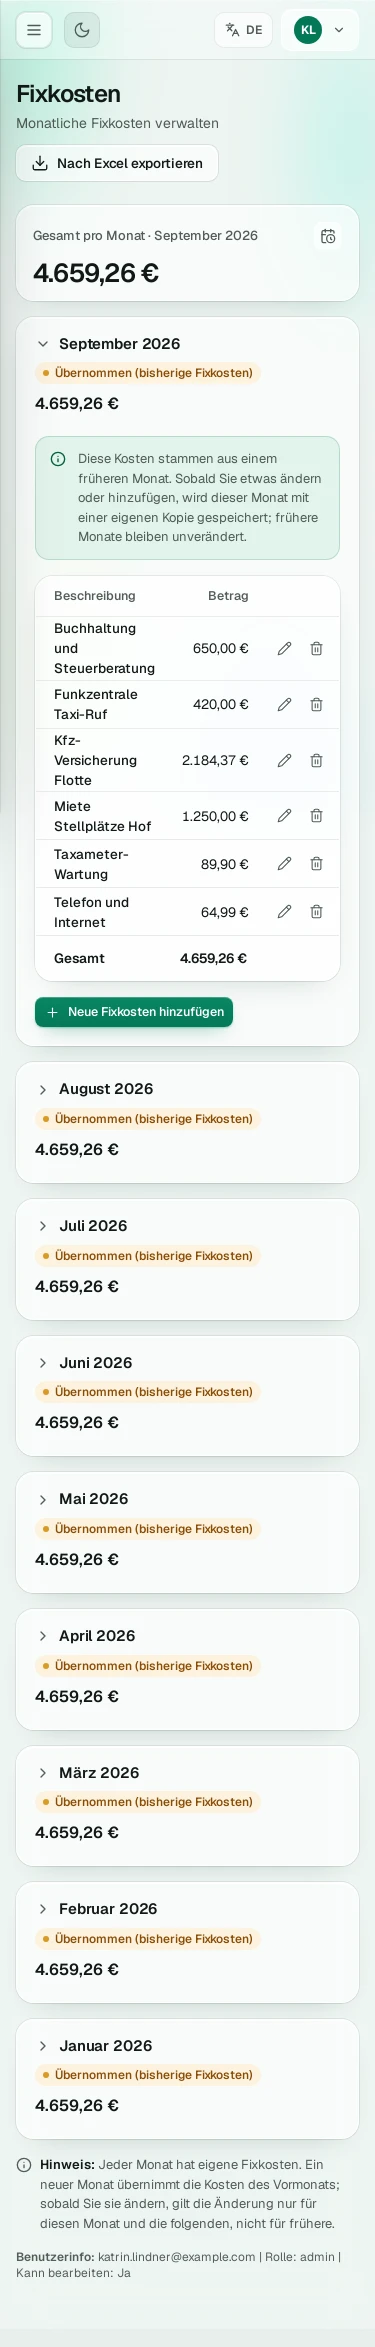 DE
KL
Fixkosten
Monatliche Fixkosten verwalten
Nach Excel exportieren
Gesamt pro Monat · September 2026
4.659,26 €
September 2026
Übernommen (bisherige Fixkosten)
4.659,26 €
Diese Kosten stammen aus einem
früheren Monat. Sobald Sie etwas ändern
oder hinzufügen, wird dieser Monat mit
einer eigenen Kopie gespeichert; frühere
Monate bleiben unverändert.
Beschreibung Betrag
Buchhaltung
und
Steuerberatung
650,00 €
Funkzentrale
Taxi-Ruf
420,00 €
Kfz-
Versicherung
Flotte
2.184,37 €
Miete
Stellplätze Hof
1.250,00 €
Taxameter-
Wartung
89,90 €
Telefon und
Internet
64,99 €
Gesamt 4.659,26 €
Neue Fixkosten hinzufügen
August 2026
Übernommen (bisherige Fixkosten)
4.659,26 €
Juli 2026
Übernommen (bisherige Fixkosten)
4.659,26 €
Juni 2026
Übernommen (bisherige Fixkosten)
4.659,26 €
Mai 2026
Übernommen (bisherige Fixkosten)
4.659,26 €
April 2026
Übernommen (bisherige Fixkosten)
4.659,26 €
März 2026
Übernommen (bisherige Fixkosten)
4.659,26 €
Februar 2026
Übernommen (bisherige Fixkosten)
4.659,26 €
Januar 2026
Übernommen (bisherige Fixkosten)
4.659,26 €
Hinweis: Jeder Monat hat eigene Fixkosten. Ein
neuer Monat übernimmt die Kosten des Vormonats;
sobald Sie sie ändern, gilt die Änderung nur für
diesen Monat und die folgenden, nicht für frühere.
Benutzerinfo: katrin.lindner@example.com | Rolle: admin |
Kann bearbeiten: Ja